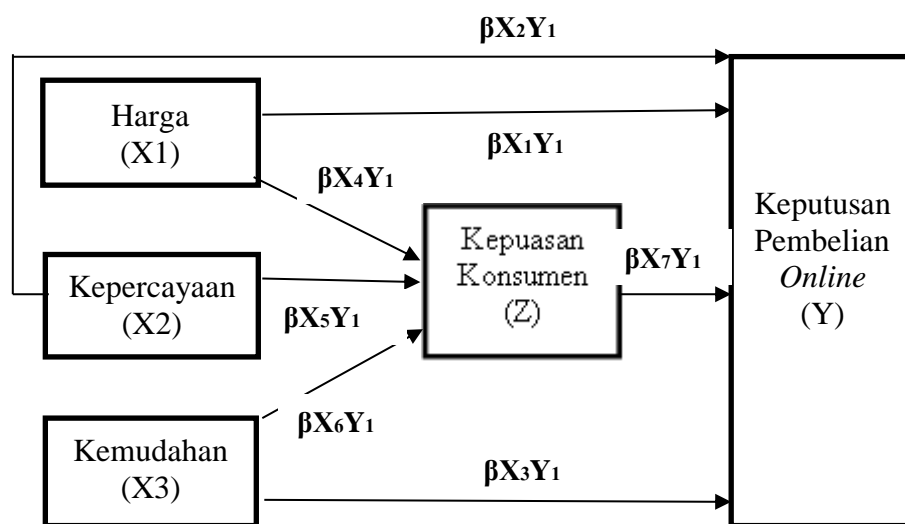 βX₂Y₁
Harga
(X1)
βX₁Y₁
βX₄Y₁
Kepuasan
Konsumen
(Z)
βX₇Y₁
Keputusan
Pembelian
Online
(Y)
Kepercayaan
(X2)
βX₅Y₁
βX₆Y₁
Kemudahan
(X3)
βX₃Y₁